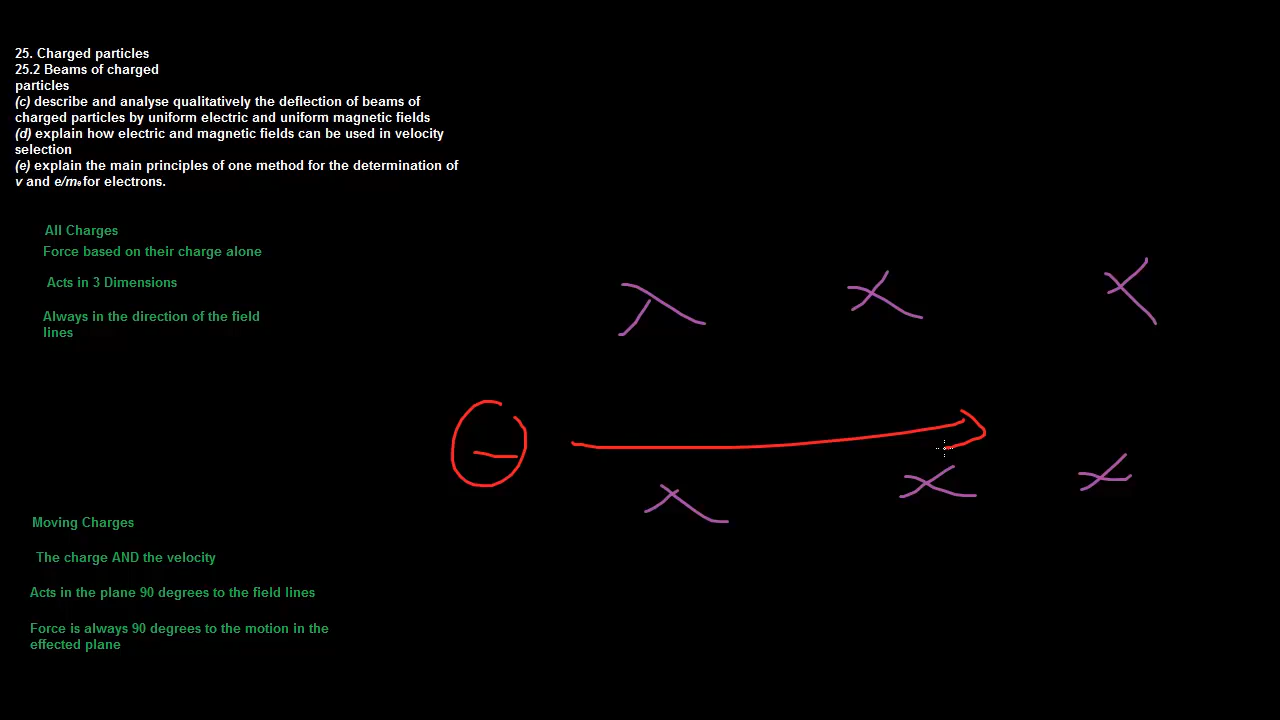 25. Charged particles
25.2 Beams of charged
particles
(c) describe and analyse qualitatively the deflection of beams of
charged particles by uniform electric and uniform magnetic fields
(d) explain how electric and magnetic fields can be used in velocity
selection
(e) explain the main principles of one method for the determination of
v and e/mₑ for electrons.
All Charges
Force based on their charge alone
Acts in 3 Dimensions
Always in the direction of the field
lines
Moving Charges
The charge AND the velocity
Acts in the plane 90 degrees to the field lines
Force is always 90 degrees to the motion in the
effected plane